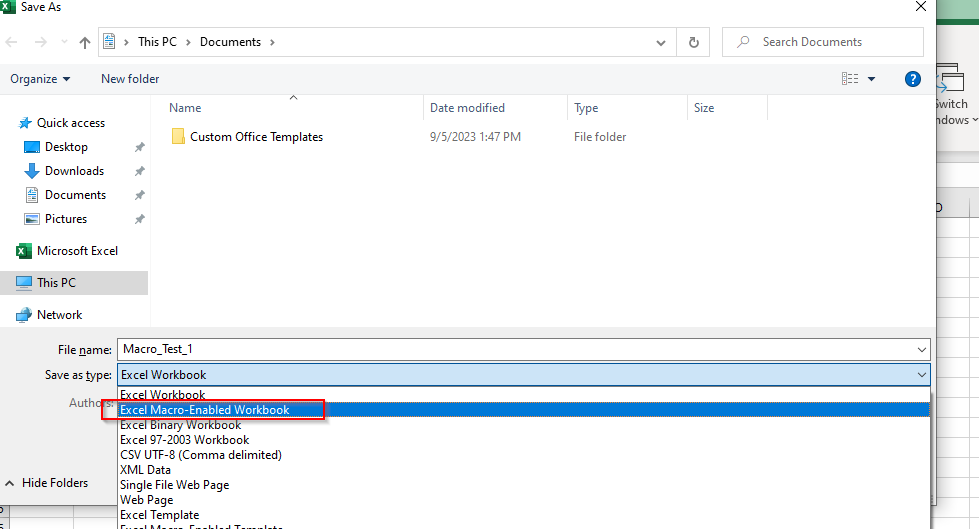 Save As
This PC > Documents >
Search Documents
Organize
New folder
Name
Date modified
Type
Size
Custom Office Templates
9/5/2023 1:47 PM
File folder
Quick access
Desktop
Downloads
Documents
Pictures
Microsoft Excel
This PC
Network
File name: Macro_Test_1
Save as type: Excel Workbook
Authors:
Excel Workbook
Excel Macro-Enabled Workbook
Excel Binary Workbook
Excel 97-2003 Workbook
CSV UTF-8 (Comma delimited)
XML Data
Single File Web Page
Web Page
Excel Template
Excel Macro-Enabled Template
Hide Folders